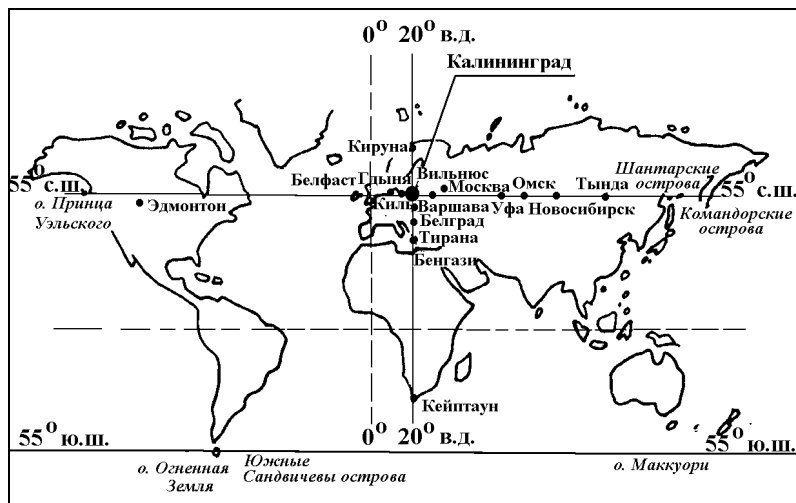 0° 20° в.д.
Калининград
Кируна
55° с.ш.
Белфаст
Гдыня
Вильнюс
Москва
Омск
Шантарские
острова
Тында
55° с.ш.
о. Принца
Уэльского
Эдмонтон
Киль
Варшава
Уфа
Новосибирск
Командорские
острова
Белград
Тирана
Бенгази
Кейптаун
55° ю.ш.
0° 20° в.д.
55° ю.ш.
о. Огненная
Земля
Южные
Сандвичевы острова
о. Маккуори